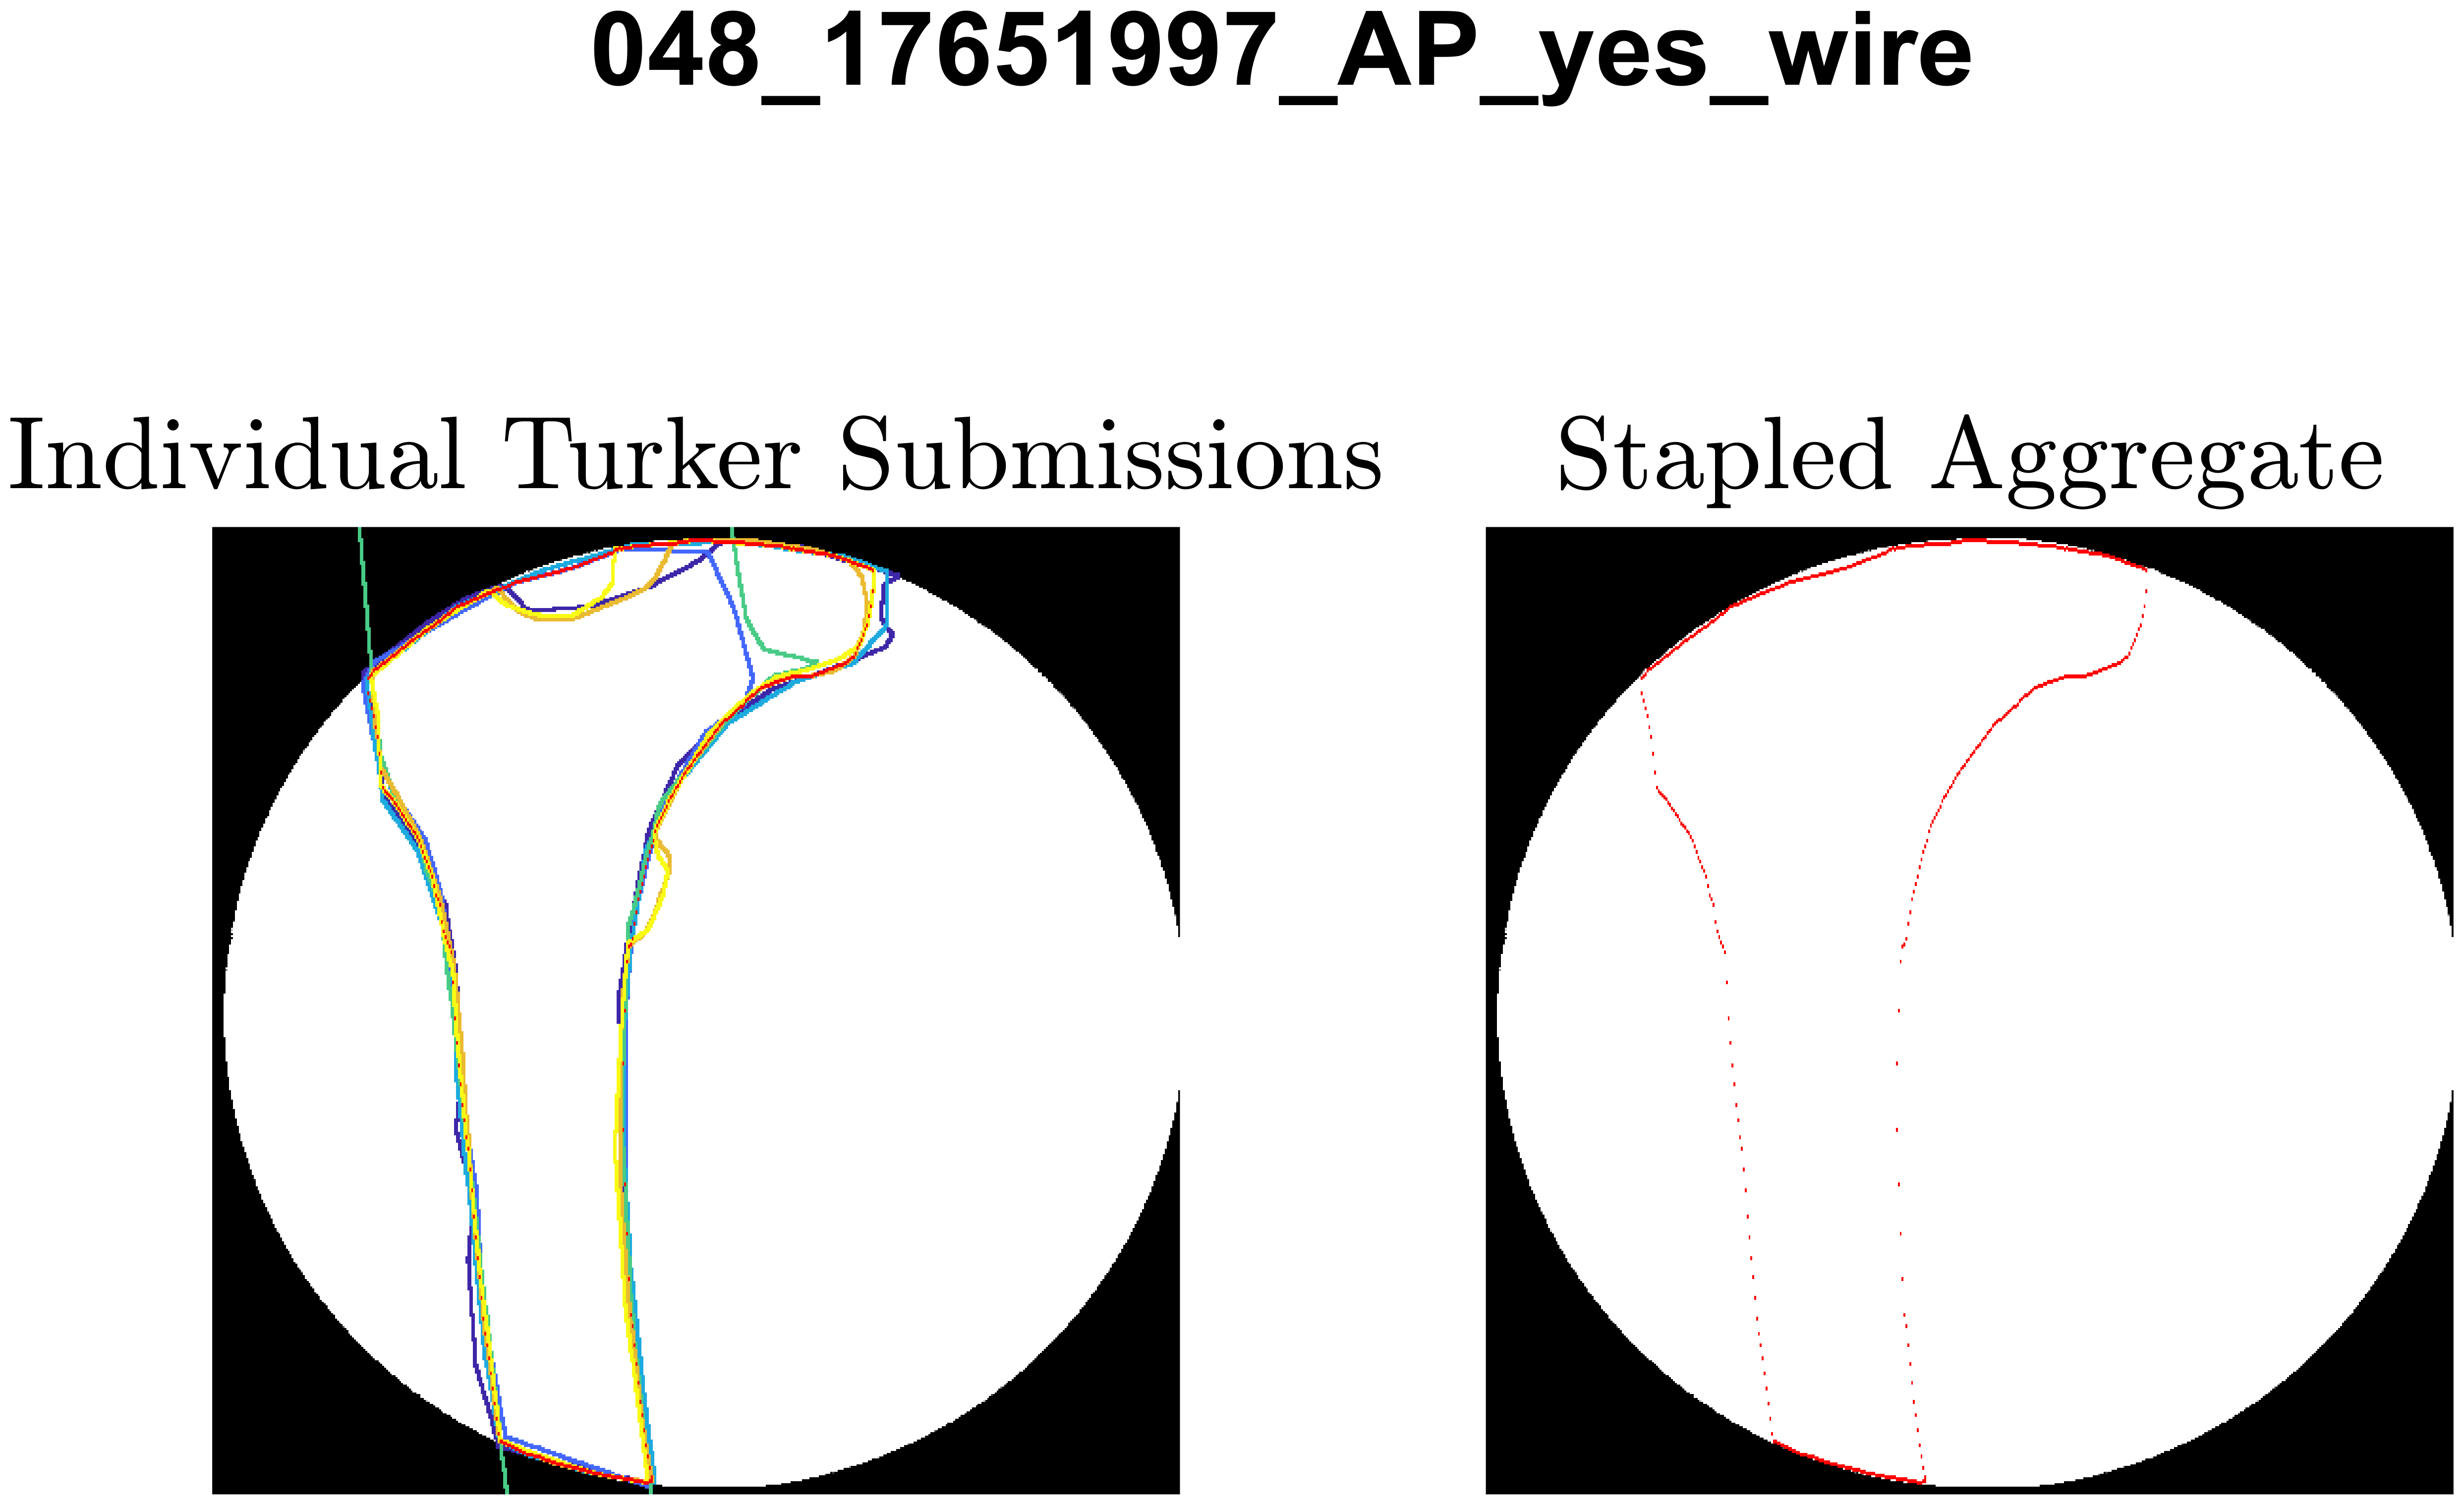 048_17651997_AP_yes_wire
Individual Turker Submissions
Stapled Aggregate